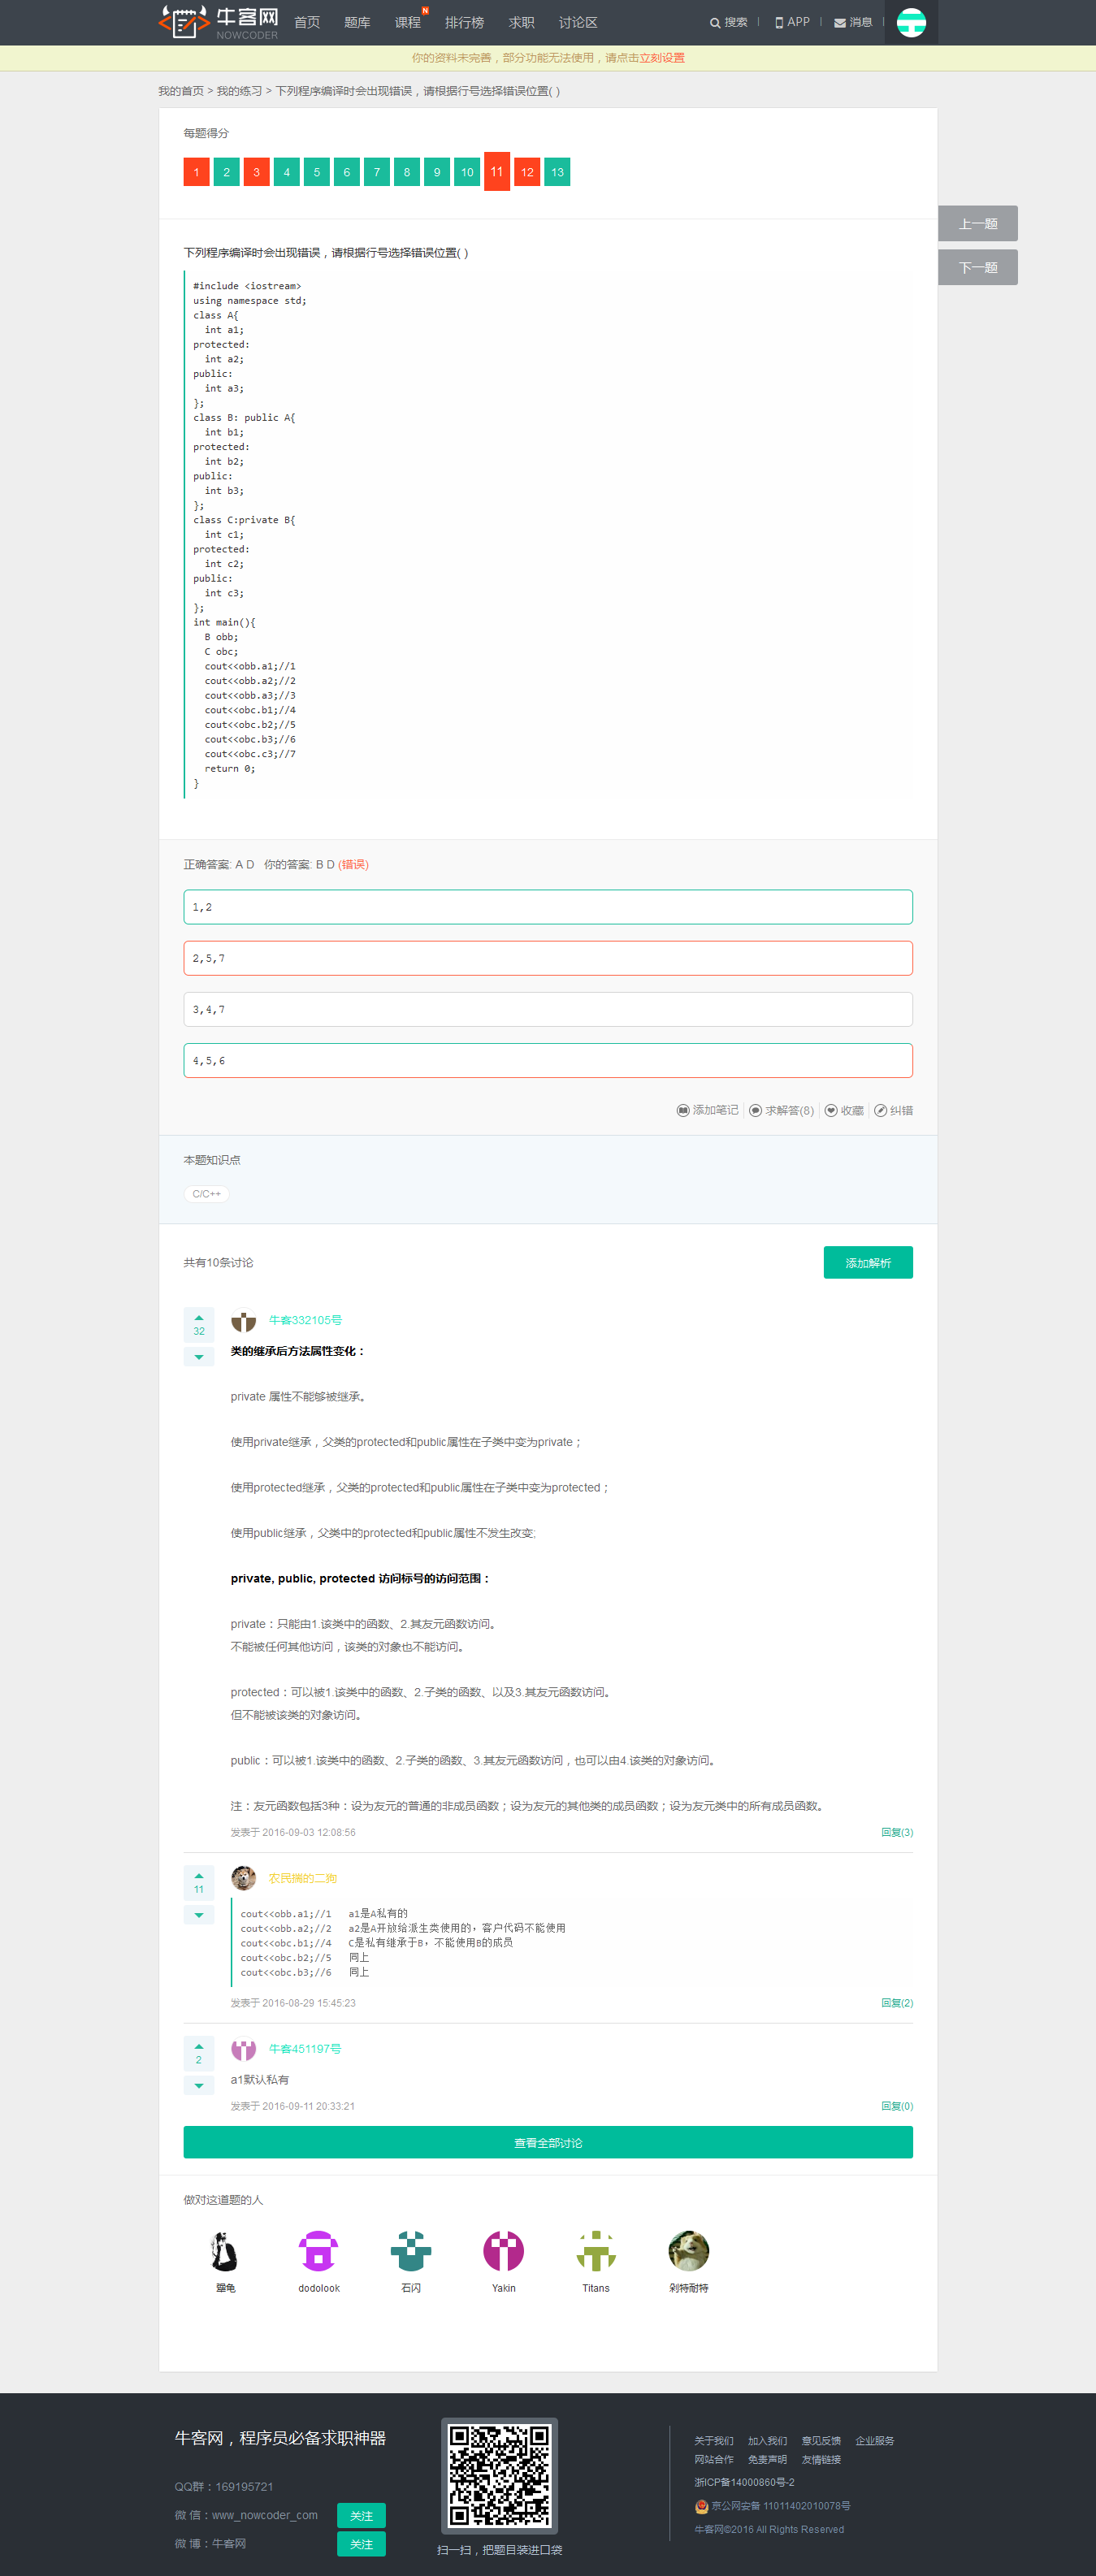 牛客网
NOWCODER
首页 题库 课程 N 排行榜 求职 讨论区 搜索 APP 消息
你的资料未完善，部分功能无法使用，请点击立刻设置
我的首页 > 我的练习 > 下列程序编译时会出现错误，请根据行号选择错误位置( )
每题得分
1 2 3 4 5 6 7 8 9 10 11 12 13
上一题
下一题
下列程序编译时会出现错误，请根据行号选择错误位置( )
#include <iostream>
using namespace std;
class A{
int a1;
protected:
int a2;
public:
int a3;
};
class B: public A{
int b1;
protected:
int b2;
public:
int b3;
};
class C:private B{
int c1;
protected:
int c2;
public:
int c3;
};
int main(){
B obb;
C obc;
cout<<obb.a1;//1
cout<<obb.a2;//2
cout<<obb.a3;//3
cout<<obc.b1;//4
cout<<obc.b2;//5
cout<<obc.b3;//6
cout<<obc.c3;//7
return 0;
}
正确答案: A D 你的答案: B D (错误)
1,2
2,5,7
3,4,7
4,5,6
添加笔记 求解答(8) 收藏 纠错
本题知识点
C/C++
共有10条讨论
添加解析
32
牛客332105号
类的继承后方法属性变化：
private 属性不能够被继承。
使用private继承，父类的protected和public属性在子类中变为private；
使用protected继承，父类的protected和public属性在子类中变为protected；
使用public继承，父类中的protected和public属性不发生改变;
private, public, protected 访问标号的访问范围：
private：只能由1.该类中的函数、2.其友元函数访问。
不能被任何其他访问，该类的对象也不能访问。
protected：可以被1.该类中的函数、2.子类的函数、以及3.其友元函数访问。
但不能被该类的对象访问。
public：可以被1.该类中的函数、2.子类的函数、3.其友元函数访问，也可以由4.该类的对象访问。
注：友元函数包括3种：设为友元的普通的非成员函数；设为友元的其他类的成员函数；设为友元类中的所有成员函数。
发表于 2016-09-03 12:08:56 回复(3)
11
农民揣的二狗
cout<<obb.a1;//1 a1是A私有的
cout<<obb.a2;//2 a2是A开放给派生类使用的，客户代码不能使用
cout<<obc.b1;//4 C是私有继承于B，不能使用B的成员
cout<<obc.b2;//5 同上
cout<<obc.b3;//6 同上
发表于 2016-08-29 15:45:23 回复(2)
2
牛客451197号
a1默认私有
发表于 2016-09-11 20:33:21 回复(0)
查看全部讨论
做对这道题的人
dodolook 石闪 Yakin Titans 剁特耐特
牛客网，程序员必备求职神器
QQ群：169195721
微 信：www_nowcoder_com 关注
微 博：牛客网 关注
扫一扫，把题目装进口袋
关于我们 加入我们 意见反馈 企业服务
网站合作 免责声明 友情链接
浙ICP备14000860号-2
京公网安备 11011402010078号
牛客网©2016 All Rights Reserved